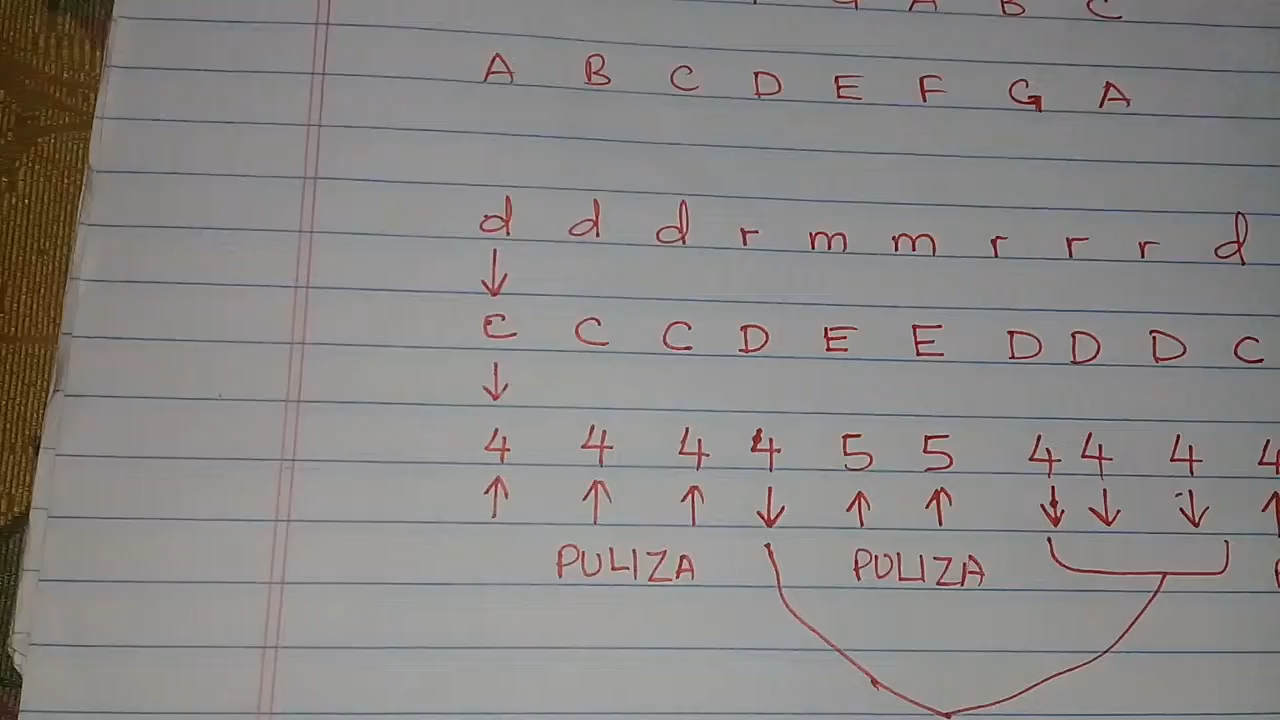 A B C
A B C D E F G A
d d d r m m r r r d
↓
C C C D E E D D D C
↓
4 4 4 4 5 5 4 4 4 4
↑ ↑ ↑ ↓ ↑ ↑ ↓ ↓ ↓ ↑
PULIZA PULIZA